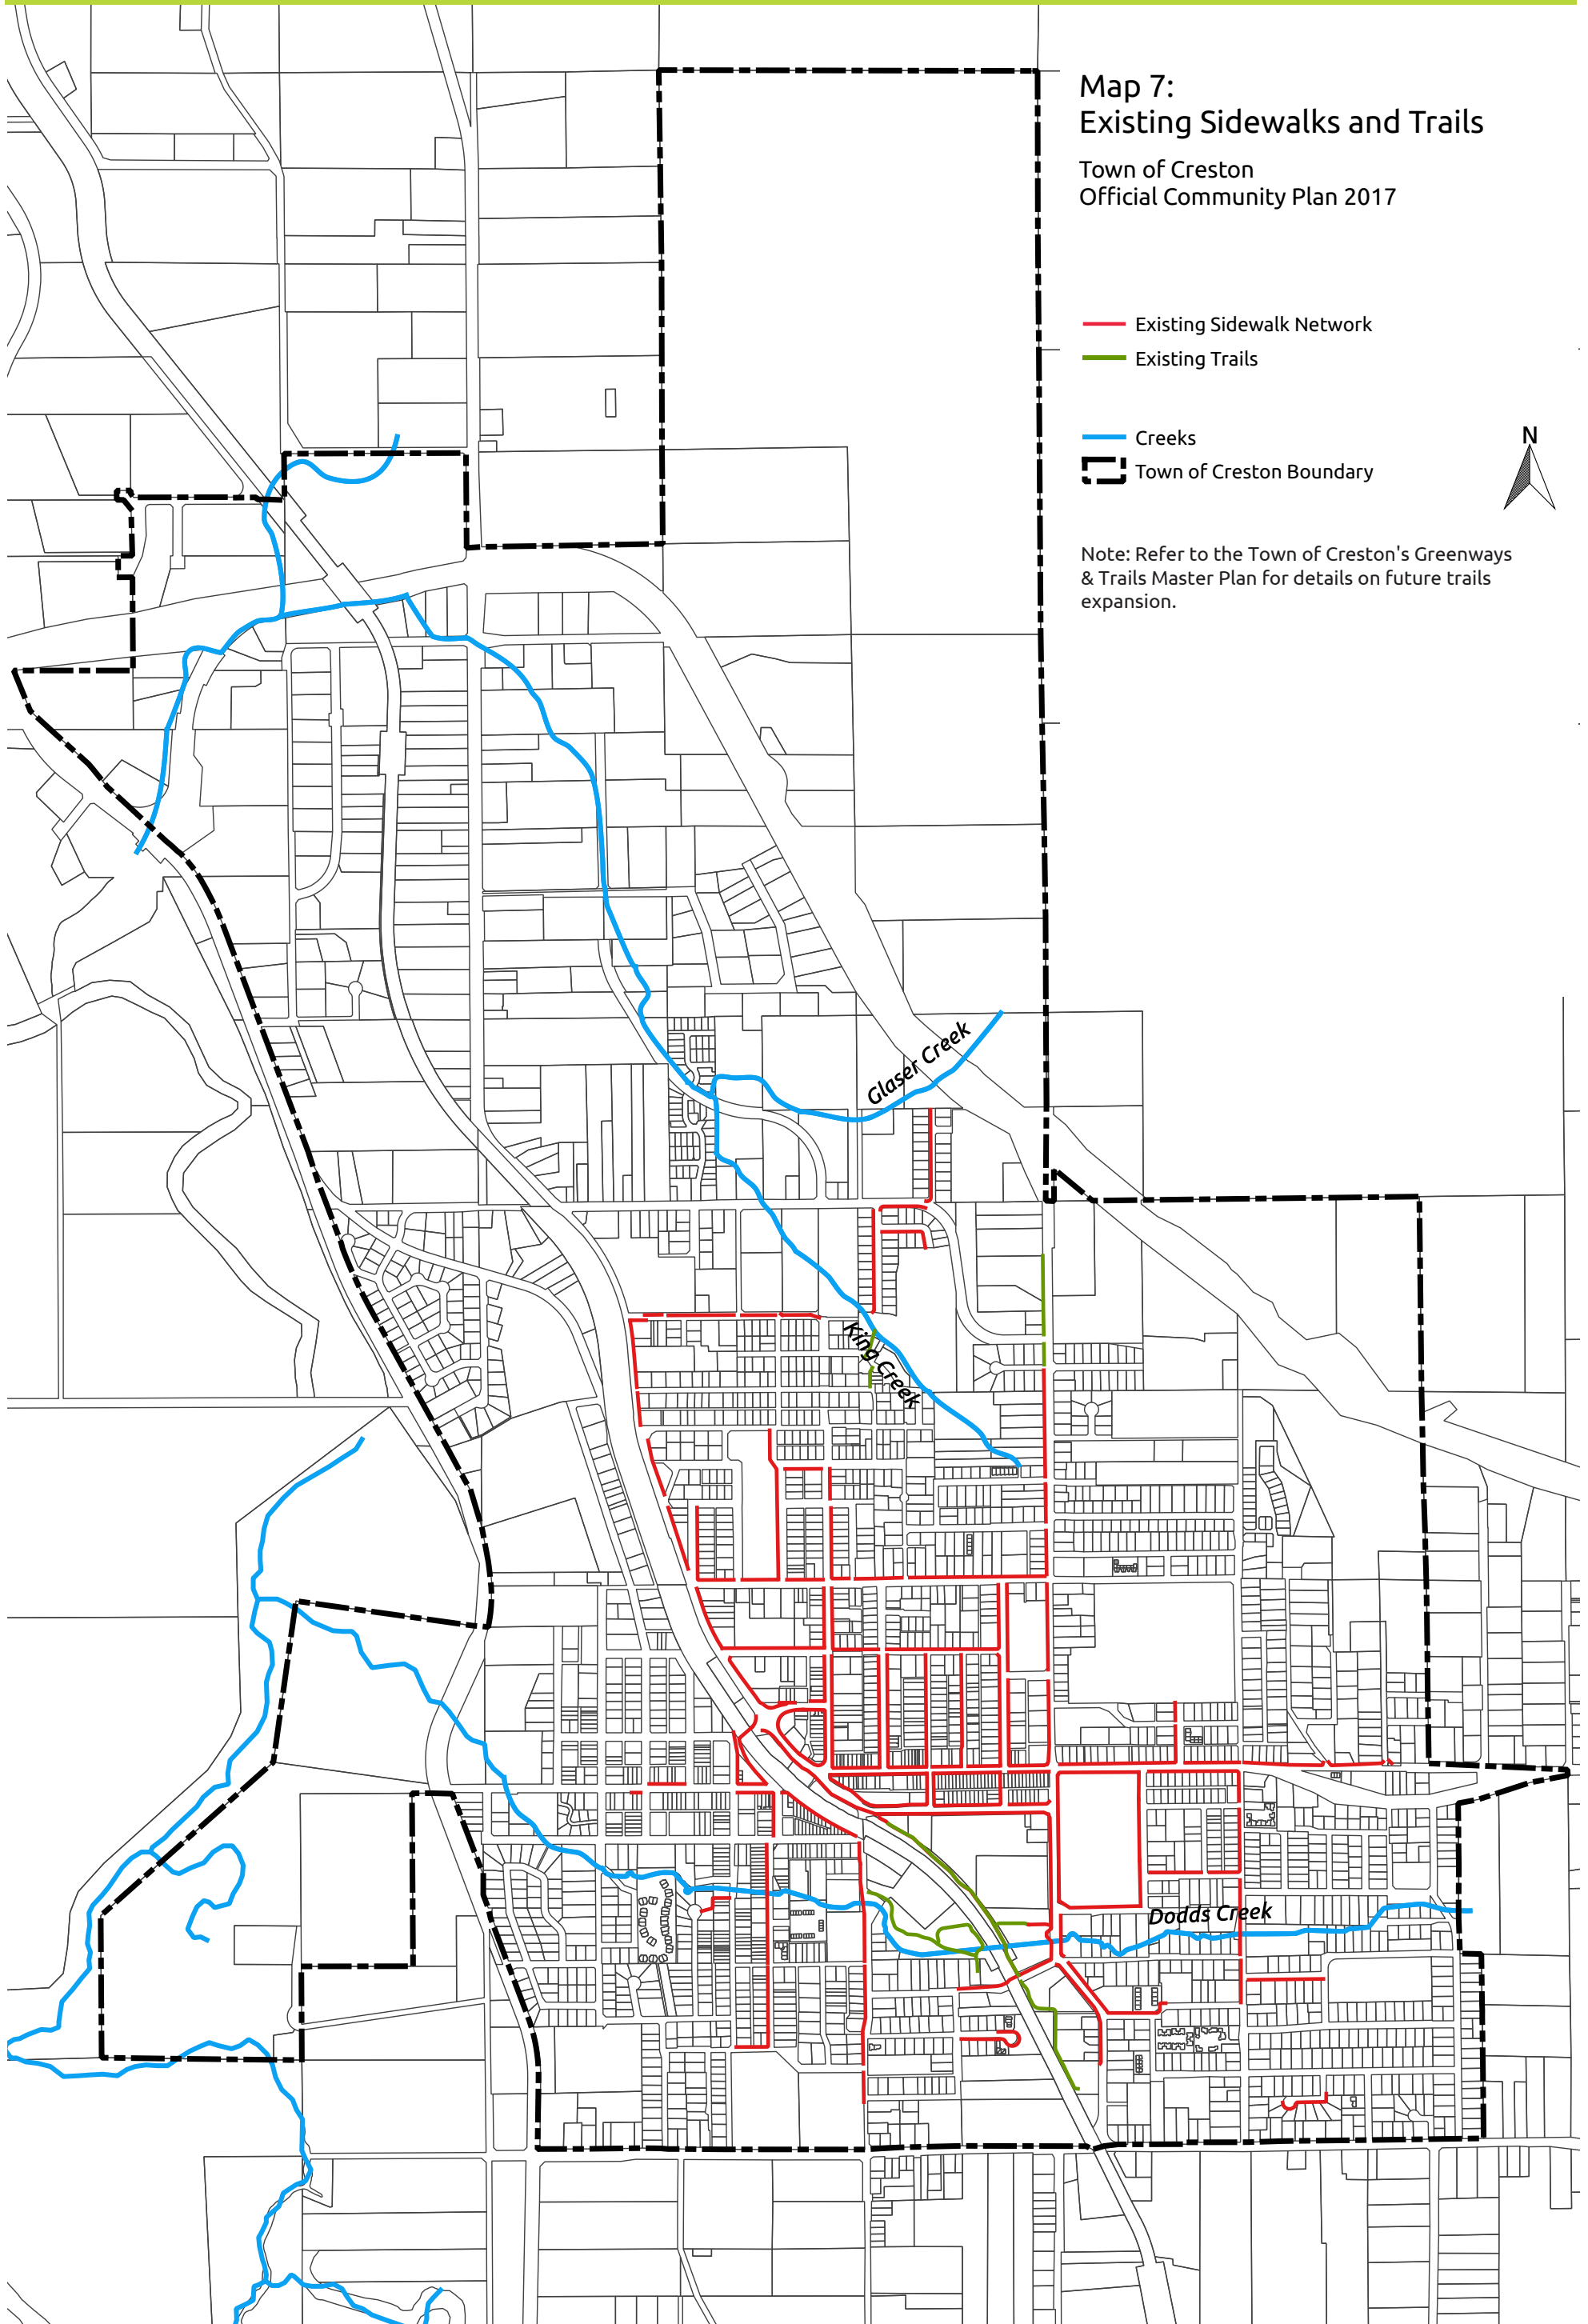 Map 7:
Existing Sidewalks and Trails
Town of Creston
Official Community Plan 2017
Existing Sidewalk Network
Existing Trails
Creeks
N
Town of Creston Boundary
Note: Refer to the Town of Creston's Greenways
& Trails Master Plan for details on future trails
expansion.
Glaser Creek
King Creek
Dodds Creek